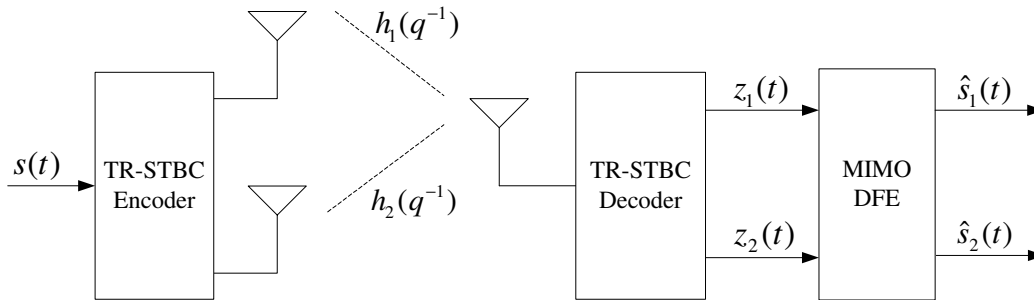 h₁(q⁻¹)
s(t)
TR-STBC
Encoder
h₂(q⁻¹)
TR-STBC
Decoder
z₁(t)
z₂(t)
MIMO
DFE
ŝ₁(t)
ŝ₂(t)